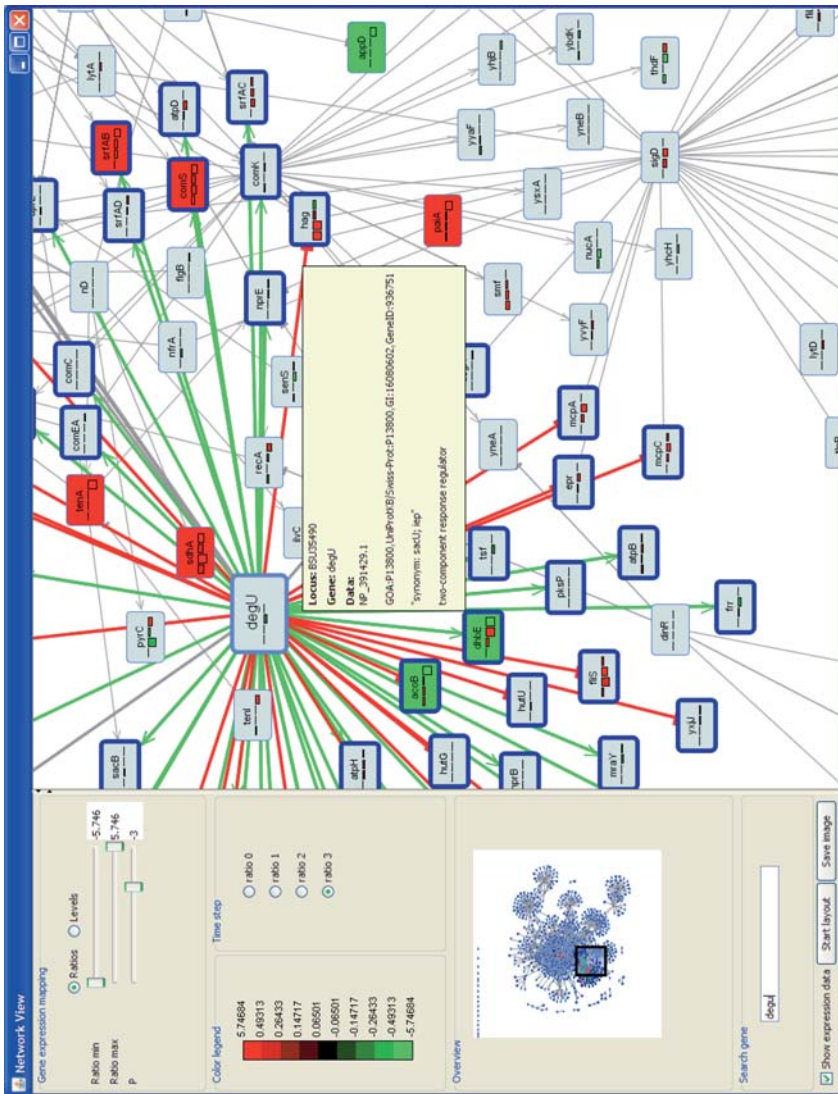 Network View
Gene expression mapping
Ratios
Levels
Ratio min
-5.746
Ratio max
5.746
P
-3
Color legend
5.74684
0.49313
0.26433
0.14717
0.06501
-0.06501
-0.14717
-0.26433
-0.49313
-5.74684
Time step
ratio 0
ratio 1
ratio 2
ratio 3
Overview
Search gene
degu
Show expression data
Start layout
Save image
lytA
srfAB
atpD
srfAC
appD
yhjB
ybdK
thdF
srfAD
comS
comK
yyaF
yneB
sigD
flgB
hag
paiA
ysxA
nucA
yhcH
comC
nfrA
nprE
smf
yvyF
lytD
comEA
senS
tenA
recA
yneA
mcpA
mcpC
sdhA
ilvC
epr
degU
tsf
atpB
pyrC
pksP
frr
dhbE
dinR
tenI
acoB
hutU
fliS
yxjJ
sacB
atpH
hutG
mraY
Locus: BSU35490
Gene: degU
Data:
NP_391429.1
GOA:P13800,UniProtKB/Swiss-Prot:P13800,GI:16080602,GeneID:936751
"synonym: sacU; iep"
two-component response regulator